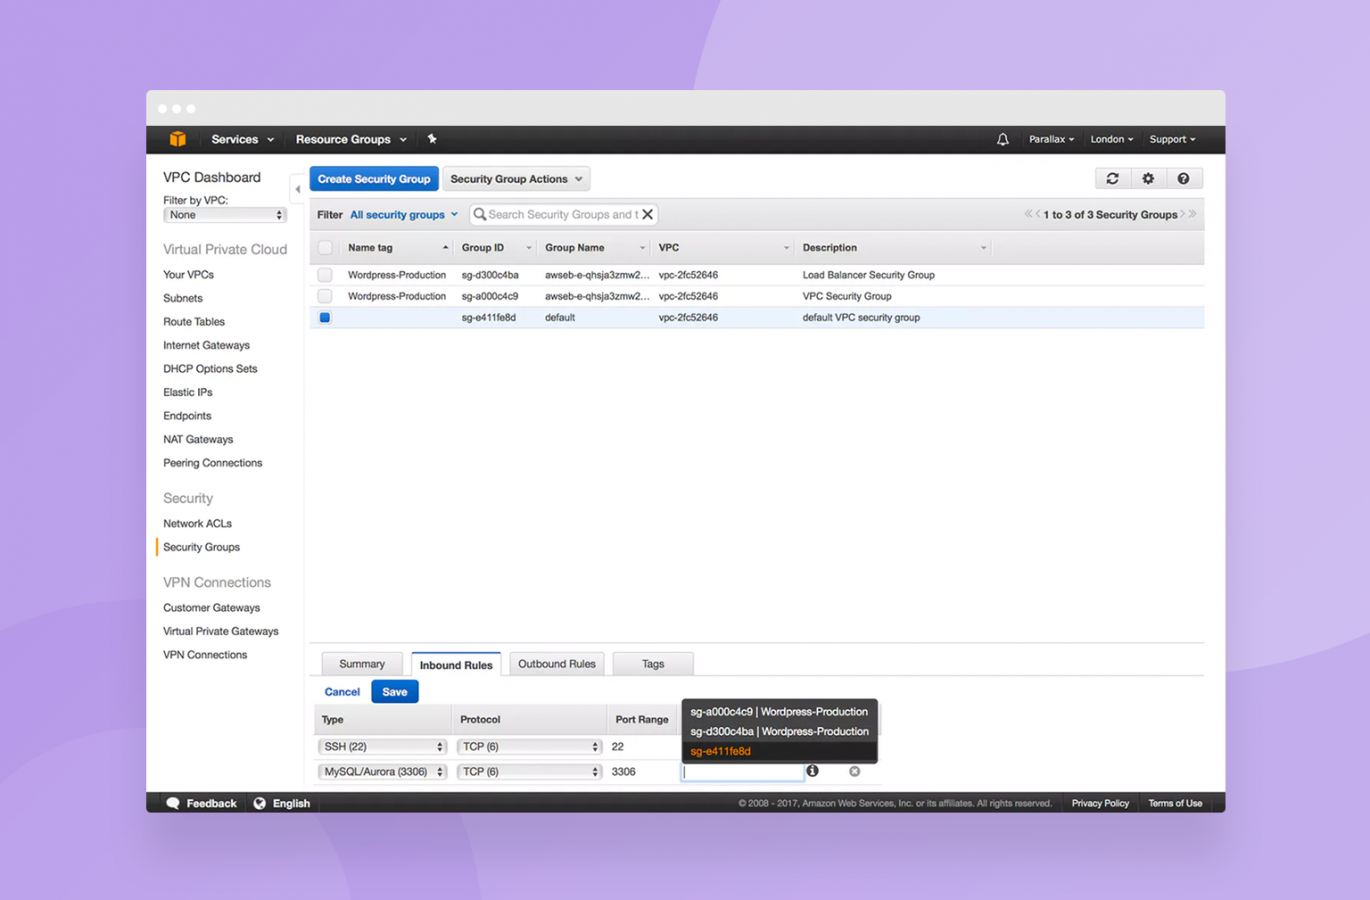 Services Resource Groups Parallax London Support
VPC Dashboard
Filter by VPC:
None
Virtual Private Cloud
Your VPCs
Subnets
Route Tables
Internet Gateways
DHCP Options Sets
Elastic IPs
Endpoints
NAT Gateways
Peering Connections
Security
Network ACLs
Security Groups
VPN Connections
Customer Gateways
Virtual Private Gateways
VPN Connections
Create Security Group Security Group Actions
Filter All security groups Search Security Groups and t 1 to 3 of 3 Security Groups
Name tag Group ID Group Name VPC Description
Wordpress-Production sg-d300c4ba awseb-e-qhsja3zmw2... vpc-2fc52646 Load Balancer Security Group
Wordpress-Production sg-a000c4c9 awseb-e-qhsja3zmw2... vpc-2fc52646 VPC Security Group
sg-e411fe8d default vpc-2fc52646 default VPC security group
Summary Inbound Rules Outbound Rules Tags
Cancel Save
Type Protocol Port Range
SSH (22) TCP (6) 22
MySQL/Aurora (3306) TCP (6) 3306
sg-a000c4c9 | Wordpress-Production
sg-d300c4ba | Wordpress-Production
sg-e411fe8d
Feedback English © 2008 - 2017, Amazon Web Services, Inc. or its affiliates. All rights reserved. Privacy Policy Terms of Use